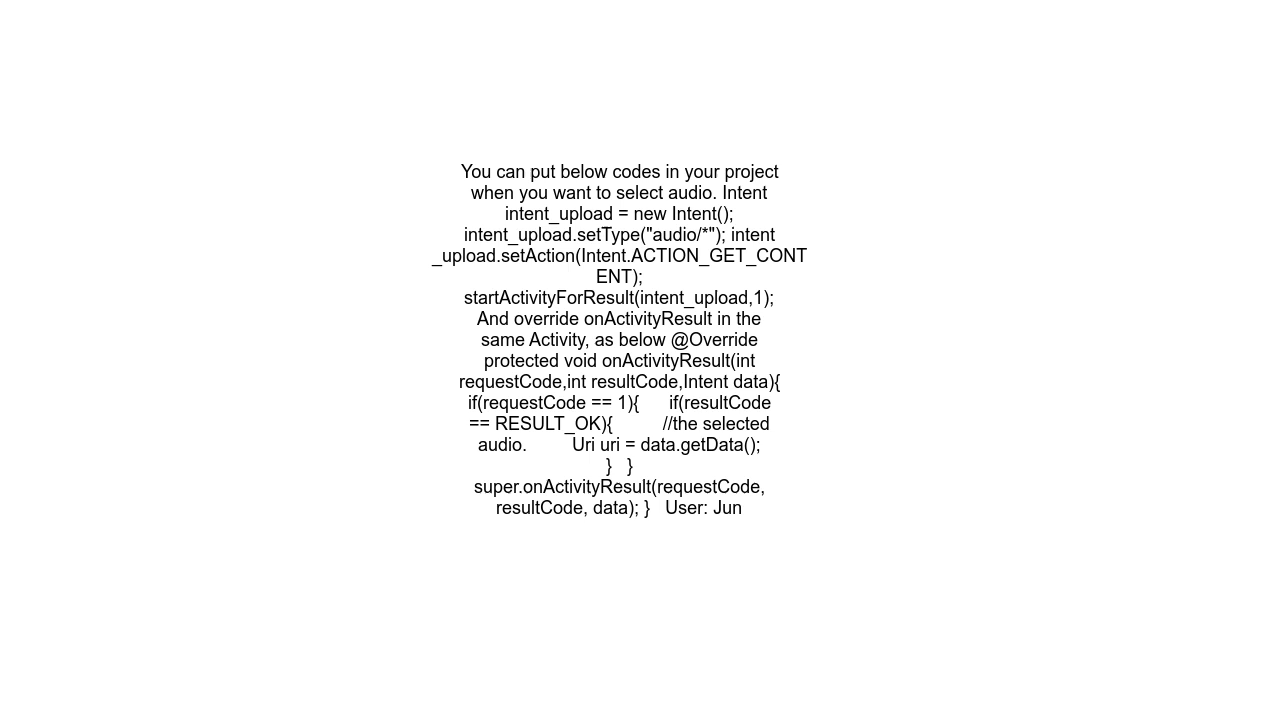 You can put below codes in your project
when you want to select audio. Intent
intent_upload = new Intent();
intent_upload.setType("audio/*"); intent
_upload.setAction(Intent.ACTION_GET_CONT
ENT);
startActivityForResult(intent_upload,1);
And override onActivityResult in the
same Activity, as below @Override
protected void onActivityResult(int
requestCode,int resultCode,Intent data){
if(requestCode == 1){      if(resultCode
== RESULT_OK){          //the selected
audio.         Uri uri = data.getData();
}   }
super.onActivityResult(requestCode,
resultCode, data); }   User: Jun